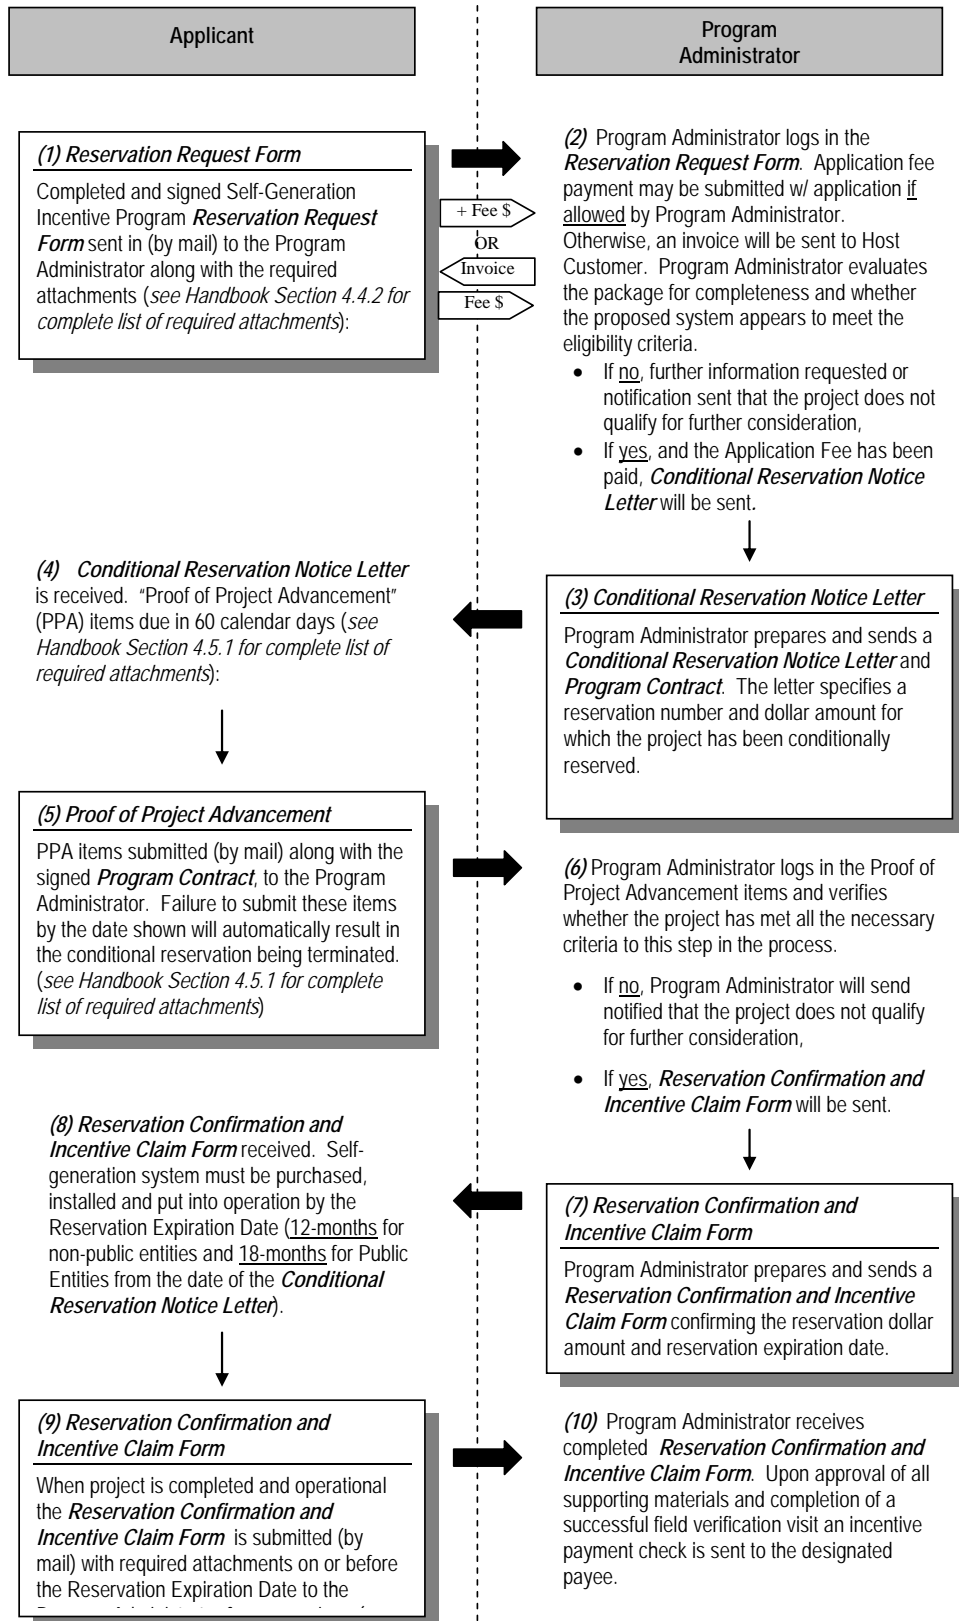 Applicant
Program
Administrator
(1) Reservation Request Form
Completed and signed Self-Generation
Incentive Program Reservation Request
Form sent in (by mail) to the Program
Administrator along with the required
attachments (see Handbook Section 4.4.2 for
complete list of required attachments):
+ Fee $
OR
Invoice
Fee $
(2) Program Administrator logs in the
Reservation Request Form. Application fee
payment may be submitted w/ application if
allowed by Program Administrator.
Otherwise, an invoice will be sent to Host
Customer. Program Administrator evaluates
the package for completeness and whether
the proposed system appears to meet the
eligibility criteria.
• If no, further information requested or
notification sent that the project does not
qualify for further consideration,
• If yes, and the Application Fee has been
paid, Conditional Reservation Notice
Letter will be sent.
(3) Conditional Reservation Notice Letter
Program Administrator prepares and sends a
Conditional Reservation Notice Letter and
Program Contract. The letter specifies a
reservation number and dollar amount for
which the project has been conditionally
reserved.
(4) Conditional Reservation Notice Letter
is received. "Proof of Project Advancement"
(PPA) items due in 60 calendar days (see
Handbook Section 4.5.1 for complete list of
required attachments):
(5) Proof of Project Advancement
PPA items submitted (by mail) along with the
signed Program Contract, to the Program
Administrator. Failure to submit these items
by the date shown will automatically result in
the conditional reservation being terminated.
(see Handbook Section 4.5.1 for complete
list of required attachments)
(6) Program Administrator logs in the Proof of
Project Advancement items and verifies
whether the project has met all the necessary
criteria to this step in the process.
• If no, Program Administrator will send
notified that the project does not qualify
for further consideration,
• If yes, Reservation Confirmation and
Incentive Claim Form will be sent.
(7) Reservation Confirmation and
Incentive Claim Form
Program Administrator prepares and sends a
Reservation Confirmation and Incentive
Claim Form confirming the reservation dollar
amount and reservation expiration date.
(8) Reservation Confirmation and
Incentive Claim Form received. Self-
generation system must be purchased,
installed and put into operation by the
Reservation Expiration Date (12-months for
non-public entities and 18-months for Public
Entities from the date of the Conditional
Reservation Notice Letter).
(9) Reservation Confirmation and
Incentive Claim Form
When project is completed and operational
the Reservation Confirmation and
Incentive Claim Form is submitted (by
mail) with required attachments on or before
the Reservation Expiration Date to the
(10) Program Administrator receives
completed Reservation Confirmation and
Incentive Claim Form. Upon approval of all
supporting materials and completion of a
successful field verification visit an incentive
payment check is sent to the designated
payee.